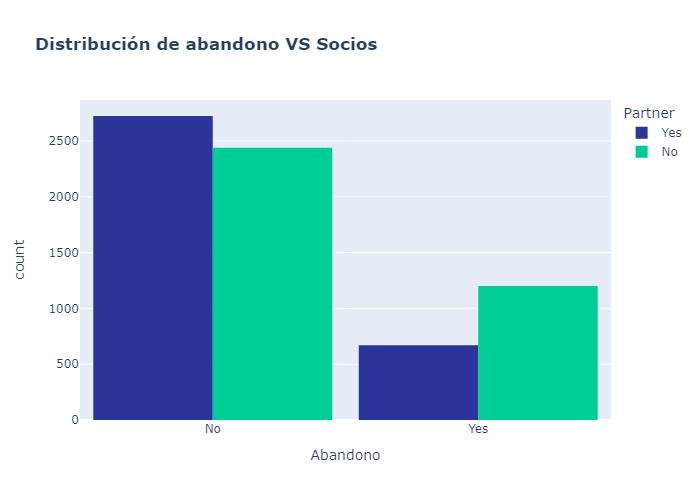 Distribución de abandono VS Socios
Partner
Yes
No
count
2500
2000
1500
1000
500
0
No
Yes
Abandono